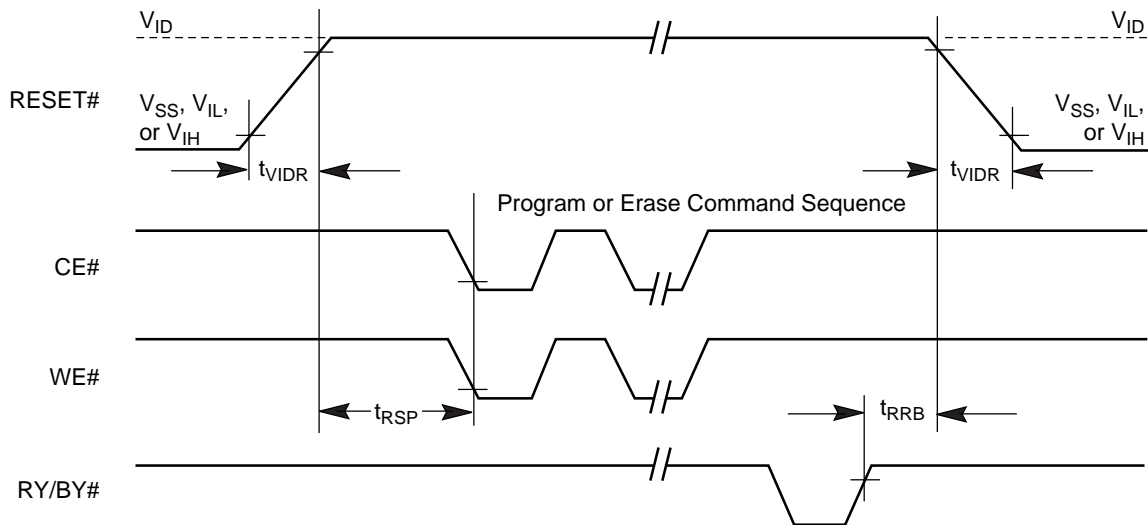 V_ID
V_ID
RESET#
V_SS, V_IL,
or V_IH
V_SS, V_IL,
or V_IH
t_VIDR
t_VIDR
Program or Erase Command Sequence
CE#
WE#
t_RSP
t_RRB
RY/BY#